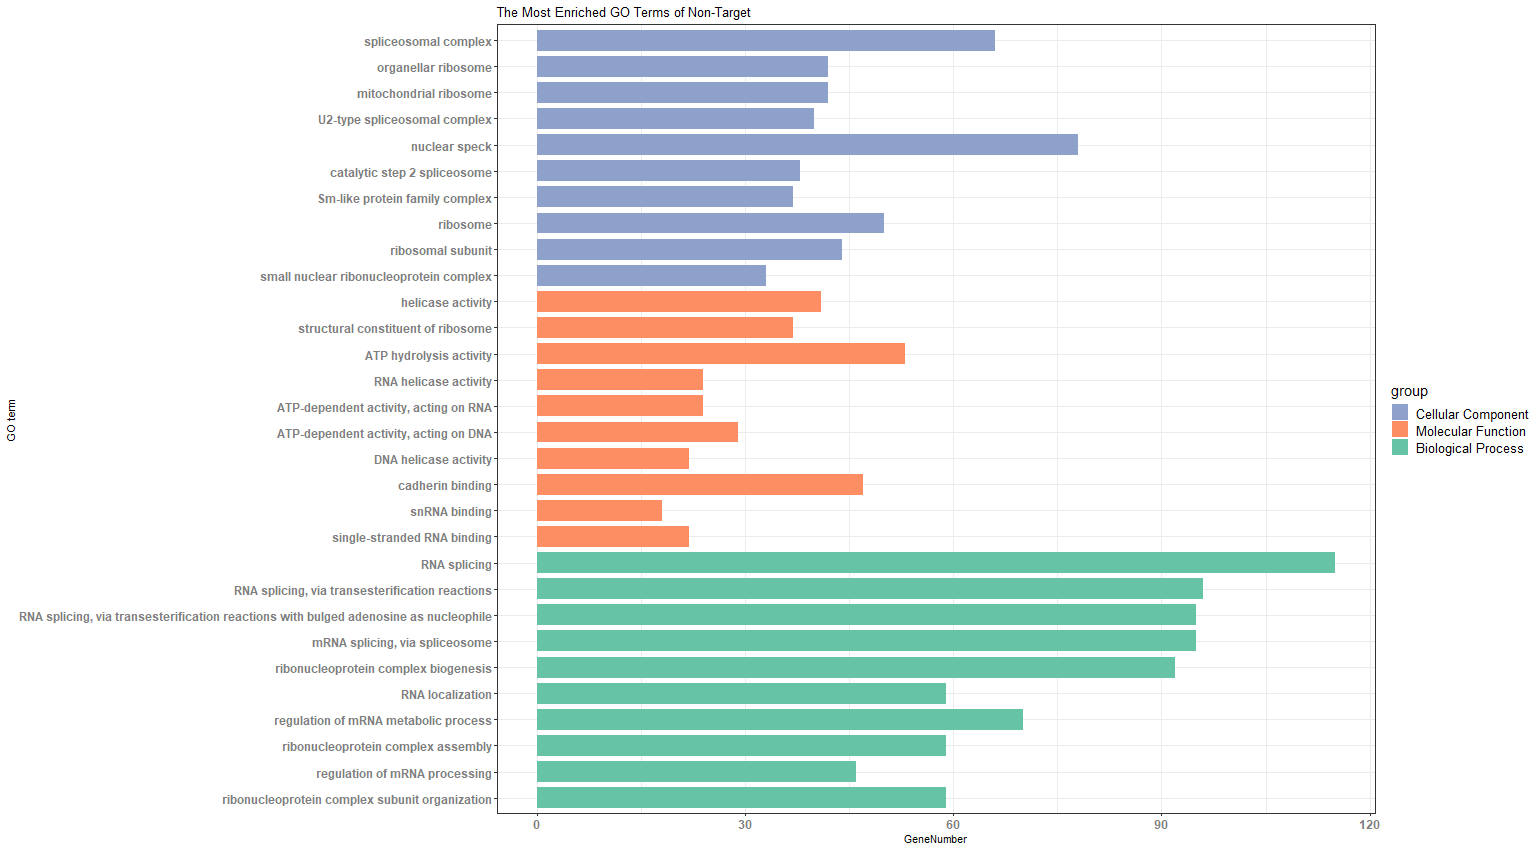 The Most Enriched GO Terms of Non-Target
spliceosomal complex
organellar ribosome
mitochondrial ribosome
U2-type spliceosomal complex
nuclear speck
catalytic step 2 spliceosome
Sm-like protein family complex
ribosome
ribosomal subunit
small nuclear ribonucleoprotein complex
helicase activity
structural constituent of ribosome
ATP hydrolysis activity
RNA helicase activity
ATP-dependent activity, acting on RNA
ATP-dependent activity, acting on DNA
DNA helicase activity
cadherin binding
snRNA binding
single-stranded RNA binding
RNA splicing
RNA splicing, via transesterification reactions
RNA splicing, via transesterification reactions with bulged adenosine as nucleophile
mRNA splicing, via spliceosome
ribonucleoprotein complex biogenesis
RNA localization
regulation of mRNA metabolic process
ribonucleoprotein complex assembly
regulation of mRNA processing
ribonucleoprotein complex subunit organization
GO term
0 30 60 90 120
GeneNumber
group
Cellular Component
Molecular Function
Biological Process